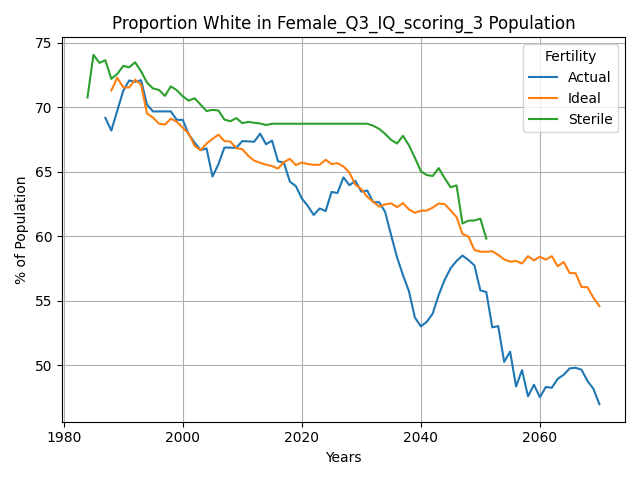 Proportion White in Female_Q3_IQ_scoring_3 Population
% of Population
75
70
65
60
55
50
Fertility
Actual
Ideal
Sterile
1980
2000
2020
2040
2060
Years